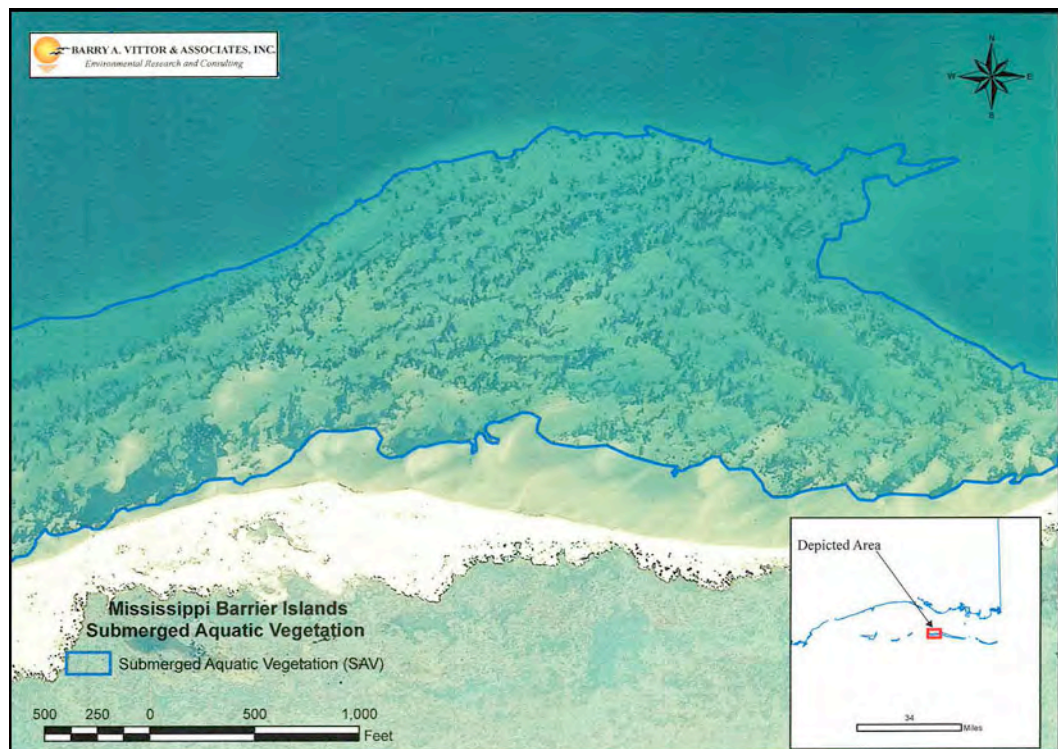 BARRY A. VITTOR & ASSOCIATES, INC.
Environmental Research and Consulting
N
W
E
S
Depicted Area
Mississippi Barrier Islands
Submerged Aquatic Vegetation
Submerged Aquatic Vegetation (SAV)
500 250 0 500 1,000
Feet
34
Miles